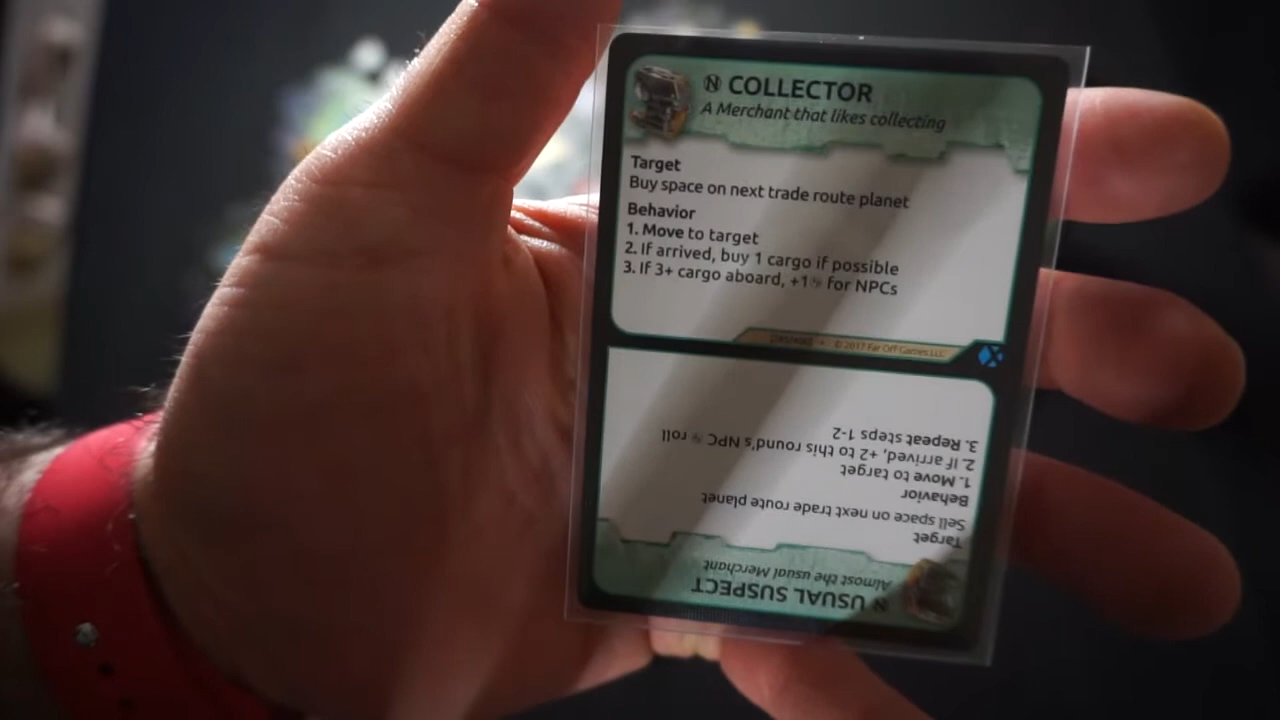 N COLLECTOR
A Merchant that likes collecting
Target
Buy space on next trade route planet
Behavior
1. Move to target
2. If arrived, buy 1 cargo if possible
3. If 3+ cargo aboard, +1 for NPCs
© 2017 Far Off Games LLC
N USUAL SUSPECT
Almost the usual Merchant
Target
Sell space on next trade route planet
Behavior
1. Move to target
2. If arrived, +2 to this round's NPC roll
3. Repeat steps 1-2